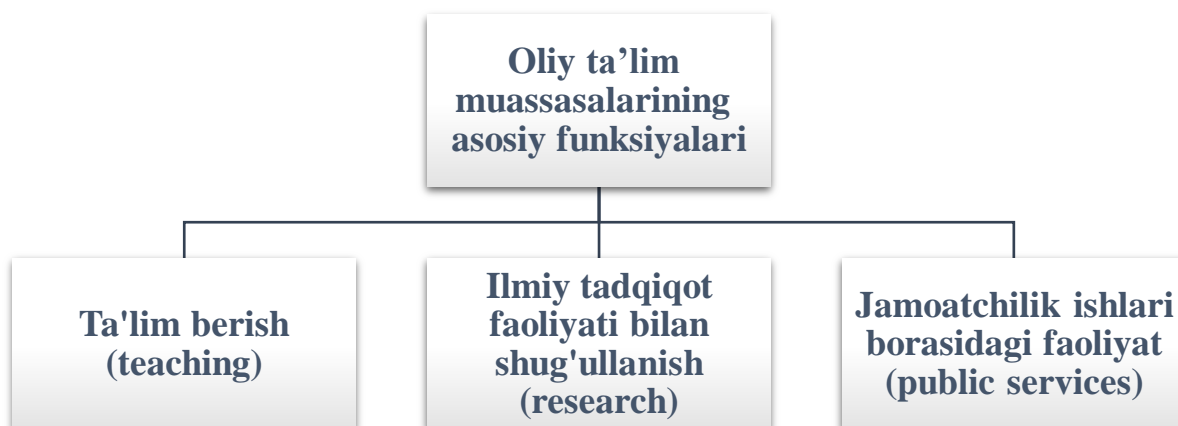 Oliy ta’lim
muassasalarining
asosiy funksiyalari
Ta'lim berish
(teaching)
Ilmiy tadqiqot
faoliyati bilan
shug'ullanish
(research)
Jamoatchilik ishlari
borasidagi faoliyat
(public services)